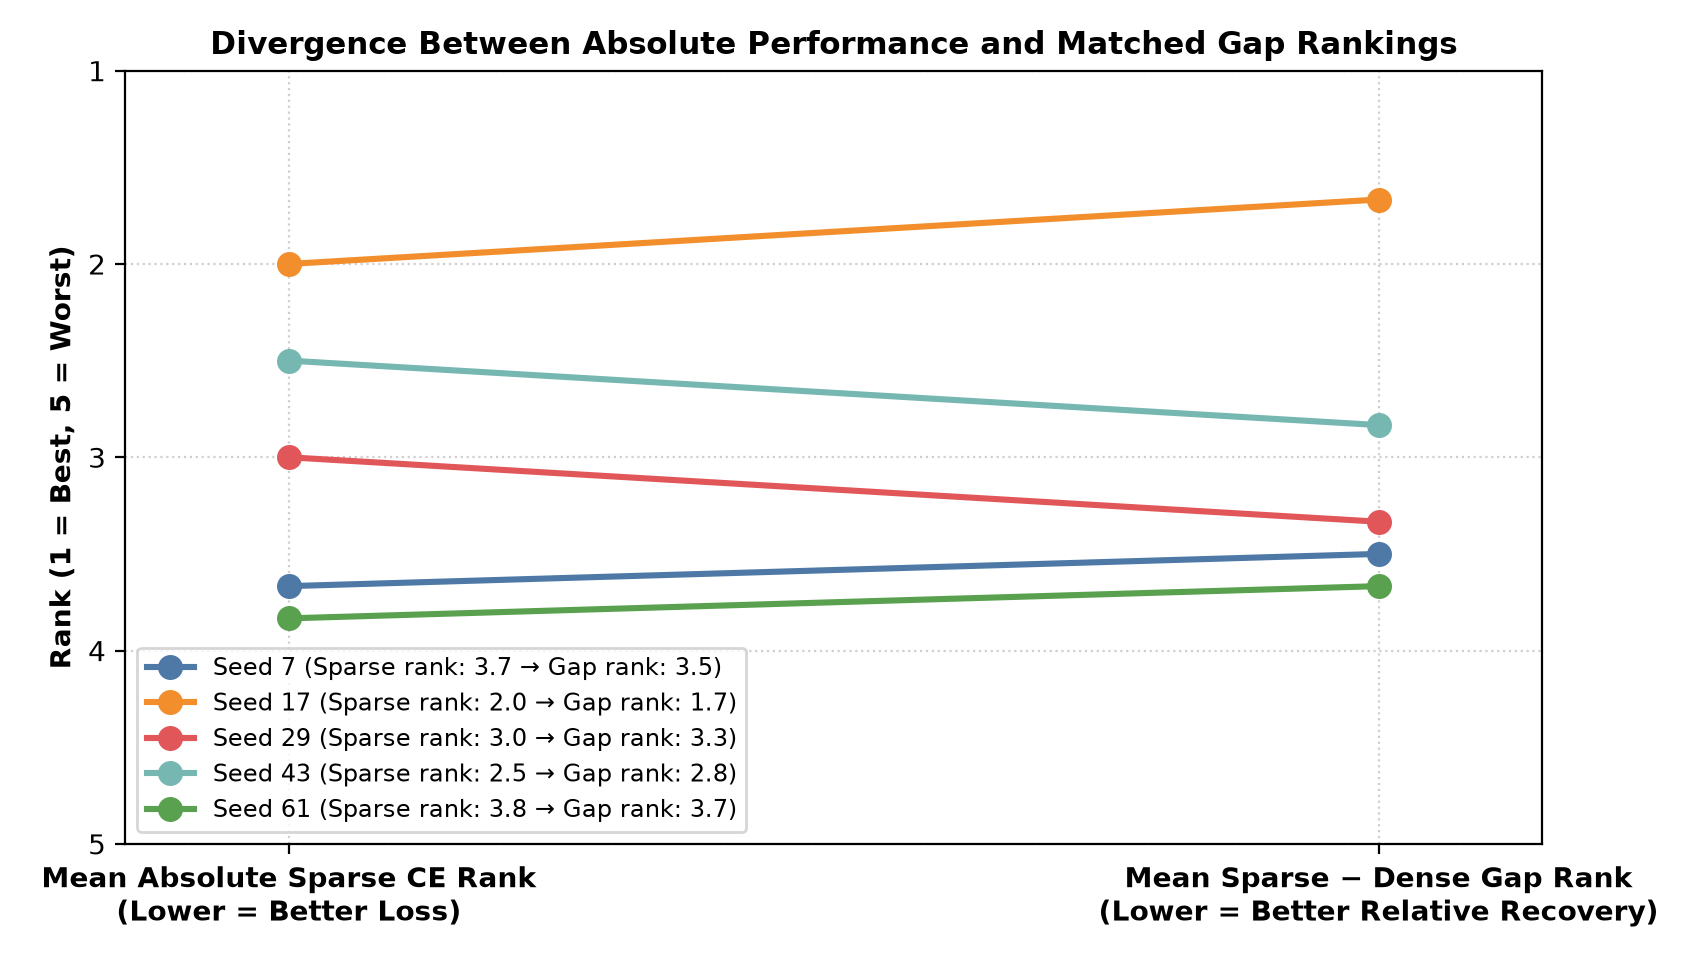 Divergence Between Absolute Performance and Matched Gap Rankings
Rank (1 = Best, 5 = Worst)
1
2
3
4
5
Seed 7 (Sparse rank: 3.7 → Gap rank: 3.5)
Seed 17 (Sparse rank: 2.0 → Gap rank: 1.7)
Seed 29 (Sparse rank: 3.0 → Gap rank: 3.3)
Seed 43 (Sparse rank: 2.5 → Gap rank: 2.8)
Seed 61 (Sparse rank: 3.8 → Gap rank: 3.7)
Mean Absolute Sparse CE Rank
(Lower = Better Loss)
Mean Sparse − Dense Gap Rank
(Lower = Better Relative Recovery)